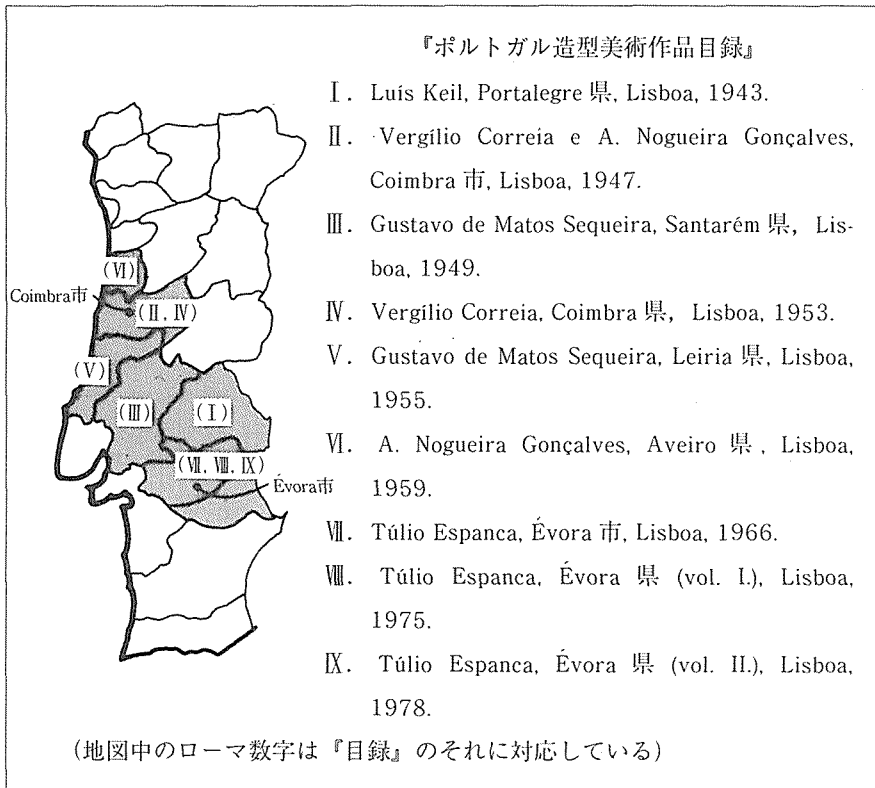 『ポルトガル造型美術作品目録』
Ⅰ. Luís Keil, Portalegre 県, Lisboa, 1943.
Ⅱ. Vergílio Correía e A. Nogueira Gonçalves,
Coimbra 市, Lisboa, 1947.
Ⅲ. Gustavo de Matos Sequeira, Santarém 県, Lis-
boa, 1949.
Ⅳ. Vergílio Correia, Coimbra 県, Lisboa, 1953.
Ⅴ. Gustavo de Matos Sequeira, Leiria 県, Lisboa,
1955.
Ⅵ. A. Nogueira Gonçalves, Aveiro 県, Lisboa,
1959.
Ⅶ. Túlio Espanca, Évora 市, Lisboa, 1966.
Ⅷ. Túlio Espanca, Évora 県 (vol. I.), Lisboa,
1975.
Ⅸ. Túlio Espanca, Évora 県 (vol. II.), Lisboa,
1978.
(Ⅵ)
Coimbra市
(Ⅱ.Ⅳ)
(Ⅴ)
(Ⅲ)
(Ⅰ)
(Ⅶ.Ⅷ.Ⅸ)
Évora市
(地図中のローマ数字は『目録』のそれに対応している)